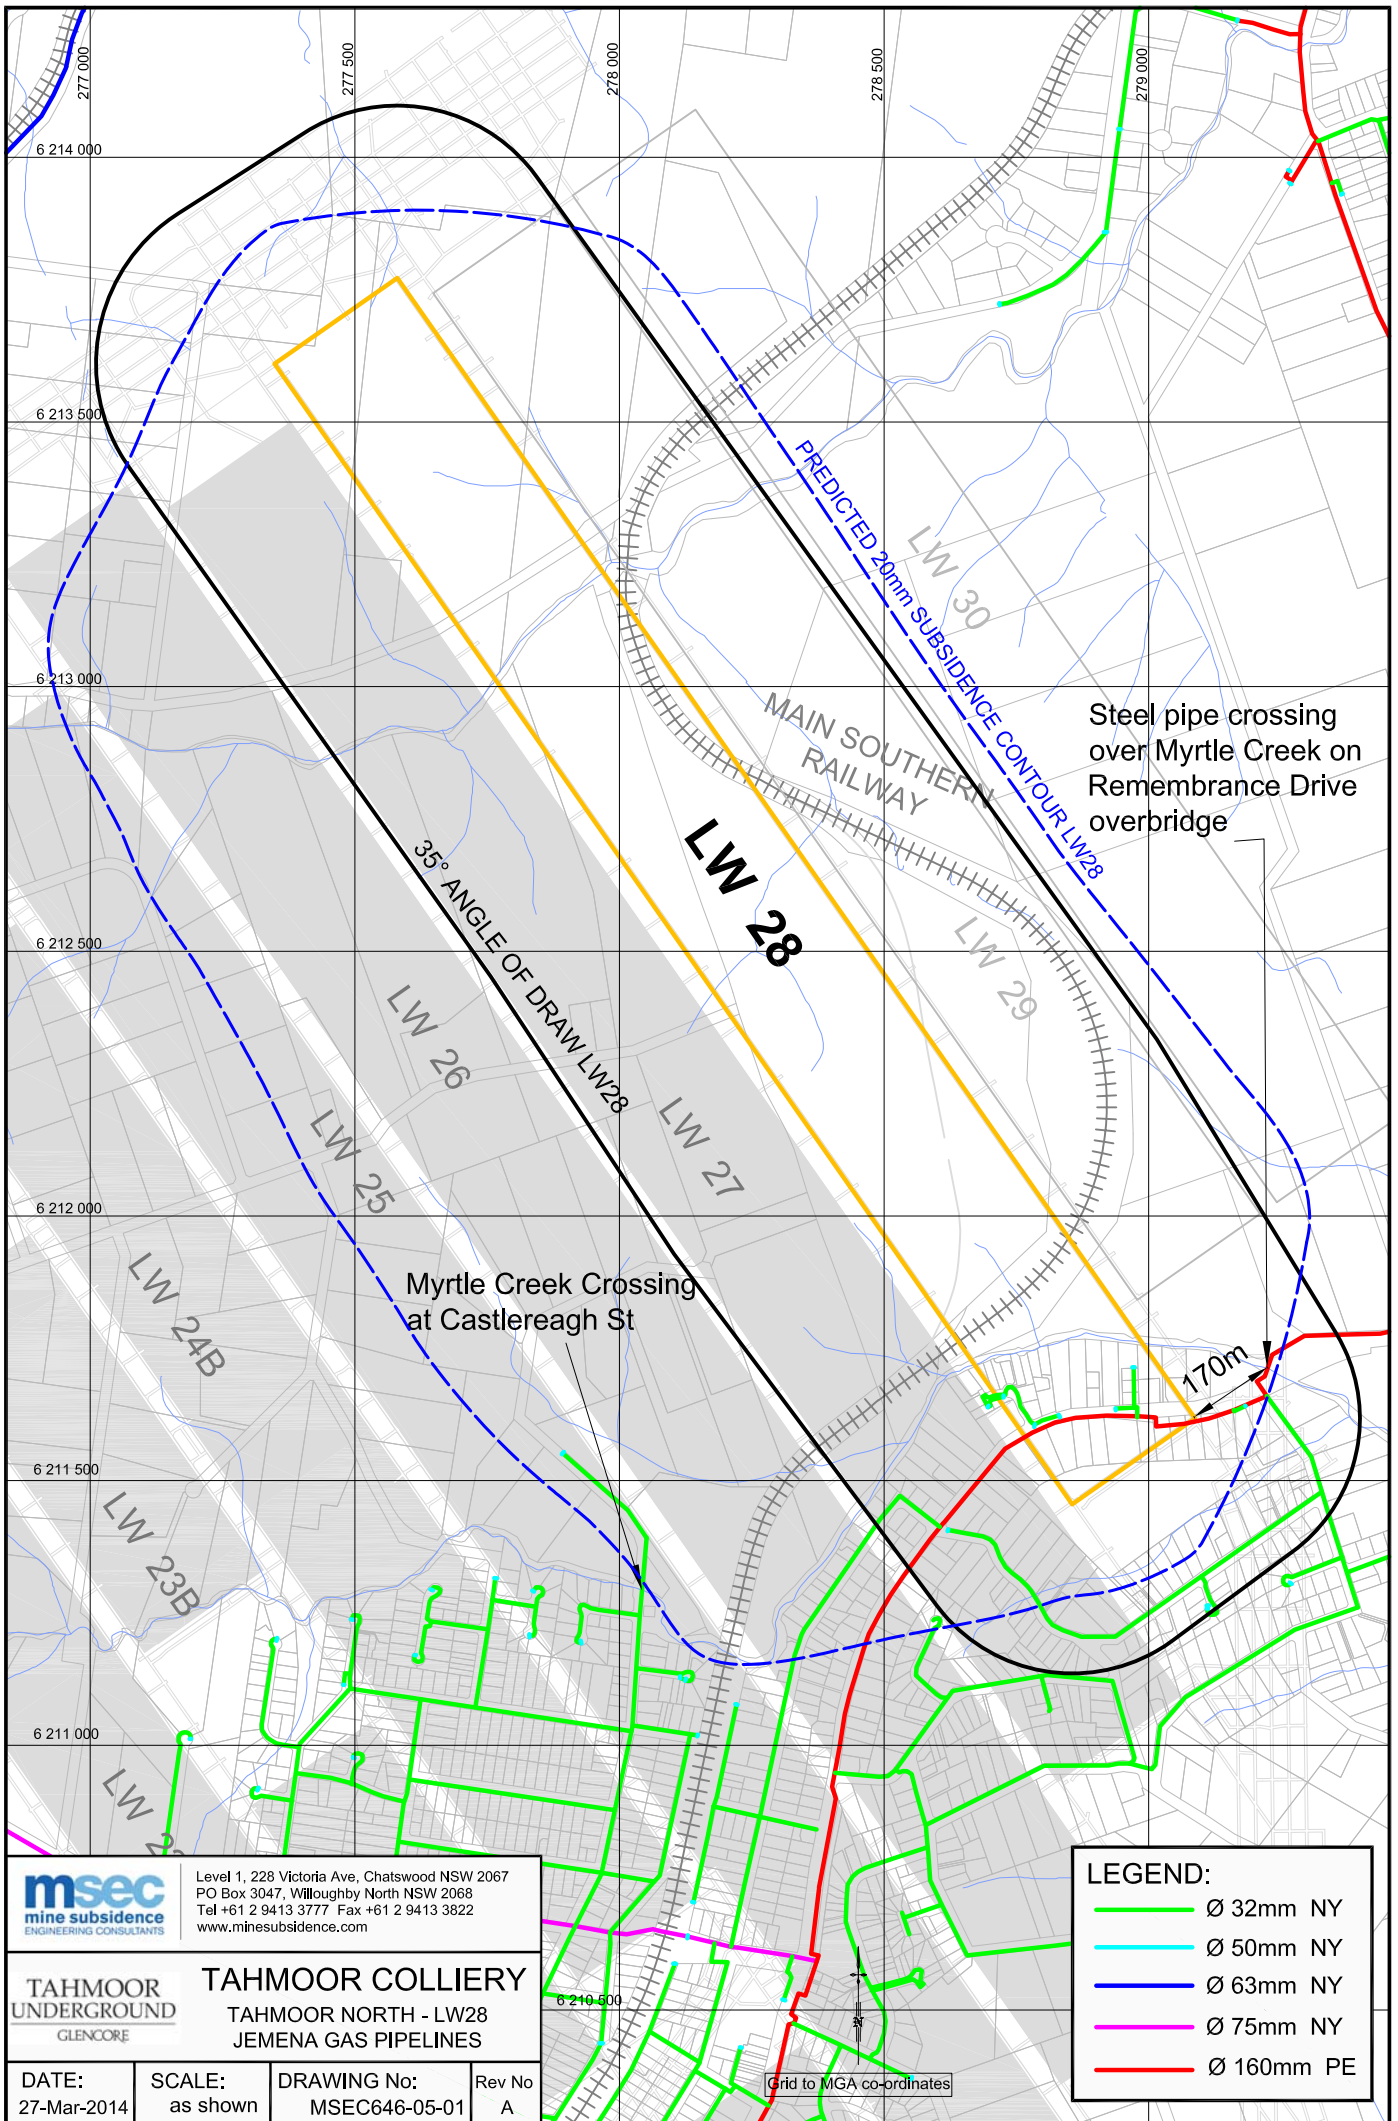 277 000
277 500
278 000
278 500
279 000
6 214 000
6 213 500
6 213 000
6 212 500
6 212 000
6 211 500
6 211 000
6 210 500
PREDICTED 20mm SUBSIDENCE CONTOUR LW28
LW 30
MAIN SOUTHERN
RAILWAY
Steel pipe crossing
over Myrtle Creek on
Remembrance Drive
overbridge
LW 28
35° ANGLE OF DRAW LW28
LW 29
LW 26
LW 27
LW 25
LW 24B
Myrtle Creek Crossing
at Castlereagh St
170m
LW 23B
LW
msec
mine subsidence
ENGINEERING CONSULTANTS
Level 1, 228 Victoria Ave, Chatswood NSW 2067
PO Box 3047, Willoughby North NSW 2068
Tel +61 2 9413 3777 Fax +61 2 9413 3822
www.minesubsidence.com
TAHMOOR
UNDERGROUND
GLENCORE
TAHMOOR COLLIERY
TAHMOOR NORTH - LW28
JEMENA GAS PIPELINES
DATE:
27-Mar-2014
SCALE:
as shown
DRAWING No:
MSEC646-05-01
Rev No
A
N
Grid to MGA co-ordinates
LEGEND:
Ø 32mm NY
Ø 50mm NY
Ø 63mm NY
Ø 75mm NY
Ø 160mm PE